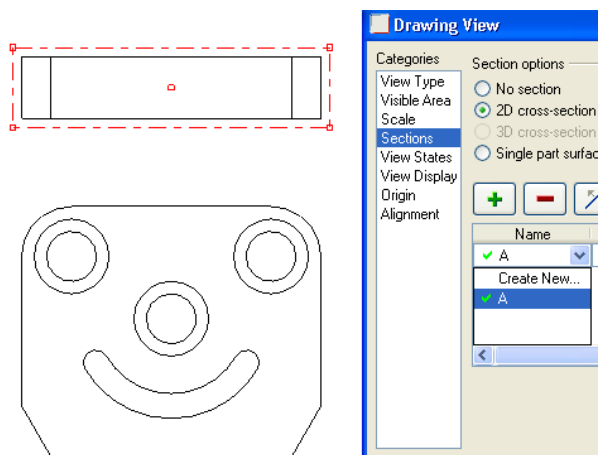 Drawing View
Categories
View Type
Visible Area
Scale
Sections
View States
View Display
Origin
Alignment
Section options
No section
2D cross-section
3D cross-section
Single part surfac
Name
A
Create New...
A